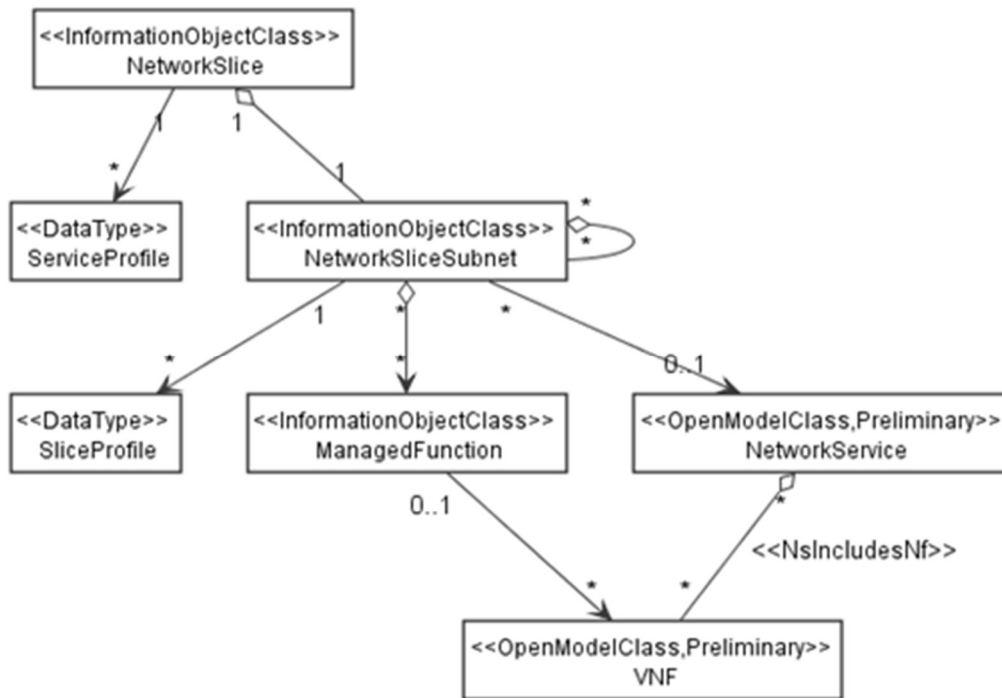 <<InformationObjectClass>>
NetworkSlice
1
1
*
1
<<DataType>>
ServiceProfile
<<InformationObjectClass>>
NetworkSliceSubnet
*
*
1
*
*
*
*
0..1
<<DataType>>
SliceProfile
<<InformationObjectClass>>
ManagedFunction
<<OpenModelClass,Preliminary>>
NetworkService
0..1
*
<<NsIncludesNf>>
*
*
<<OpenModelClass,Preliminary>>
VNF